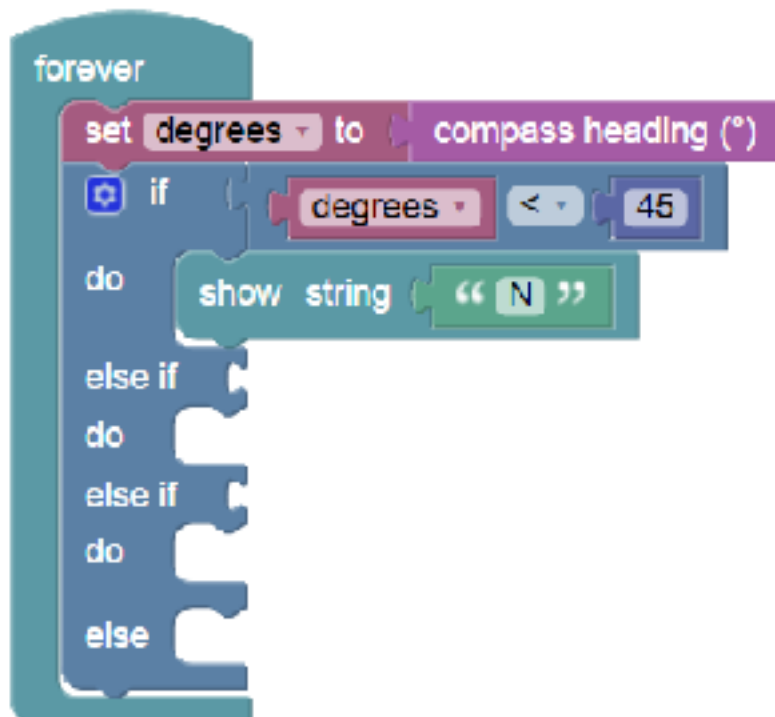 forever
set degrees to compass heading (°)
if degrees < 45
do show string “ N ”
else if
do
else if
do
else